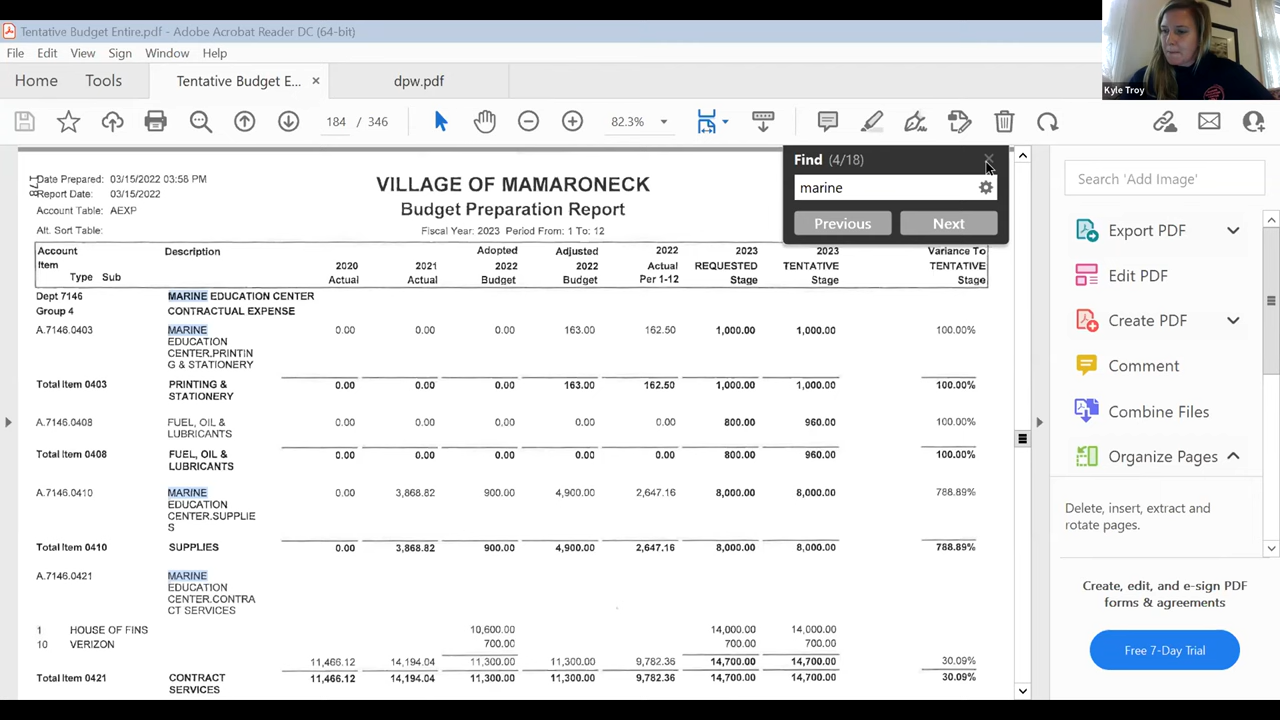 Tentative Budget Entire.pdf - Adobe Acrobat Reader DC (64-bit)
File Edit View Sign Window Help
Home Tools Tentative Budget E... × dpw.pdf
184 / 346 82.3%
Kyle Troy
Find (4/18)
marine
Previous Next
178
Date Prepared: 03/15/2022 03:58 PM
Report Date: 03/15/2022
Account Table: AEXP
Alt. Sort Table:
VILLAGE OF MAMARONECK
Budget Preparation Report
Fiscal Year: 2023 Period From: 1 To: 12
Account Description Adopted Adjusted 2022 2023 2023 Variance To
Item 2020 2021 2022 2022 Actual REQUESTED TENTATIVE TENTATIVE
Type Sub Actual Actual Budget Budget Per 1-12 Stage Stage Stage
Dept 7146 MARINE EDUCATION CENTER
Group 4 CONTRACTUAL EXPENSE
A.7146.0403 MARINE 0.00 0.00 0.00 163.00 162.50 1,000.00 1,000.00 100.00%
EDUCATION
CENTER.PRINTIN
G & STATIONERY
Total Item 0403 PRINTING & 0.00 0.00 0.00 163.00 162.50 1,000.00 1,000.00 100.00%
STATIONERY
A.7146.0408 FUEL, OIL & 0.00 0.00 0.00 0.00 0.00 800.00 960.00 100.00%
LUBRICANTS
Total Item 0408 FUEL, OIL & 0.00 0.00 0.00 0.00 0.00 800.00 960.00 100.00%
LUBRICANTS
A.7146.0410 MARINE 0.00 3,868.82 900.00 4,900.00 2,647.16 8,000.00 8,000.00 788.89%
EDUCATION
CENTER.SUPPLIE
S
Total Item 0410 SUPPLIES 0.00 3,868.82 900.00 4,900.00 2,647.16 8,000.00 8,000.00 788.89%
A.7146.0421 MARINE
EDUCATION
CENTER.CONTRA
CT SERVICES
1 HOUSE OF FINS 10,600.00 14,000.00 14,000.00
10 VERIZON 700.00 700.00 700.00
11,466.12 14,194.04 11,300.00 11,300.00 9,782.36 14,700.00 14,700.00 30.09%
Total Item 0421 CONTRACT 11,466.12 14,194.04 11,300.00 11,300.00 9,782.36 14,700.00 14,700.00 30.09%
SERVICES
Search 'Add Image'
Export PDF
Edit PDF
Create PDF
Comment
Combine Files
Organize Pages
Delete, insert, extract and
rotate pages.
Create, edit, and e-sign PDF
forms & agreements
Free 7-Day Trial